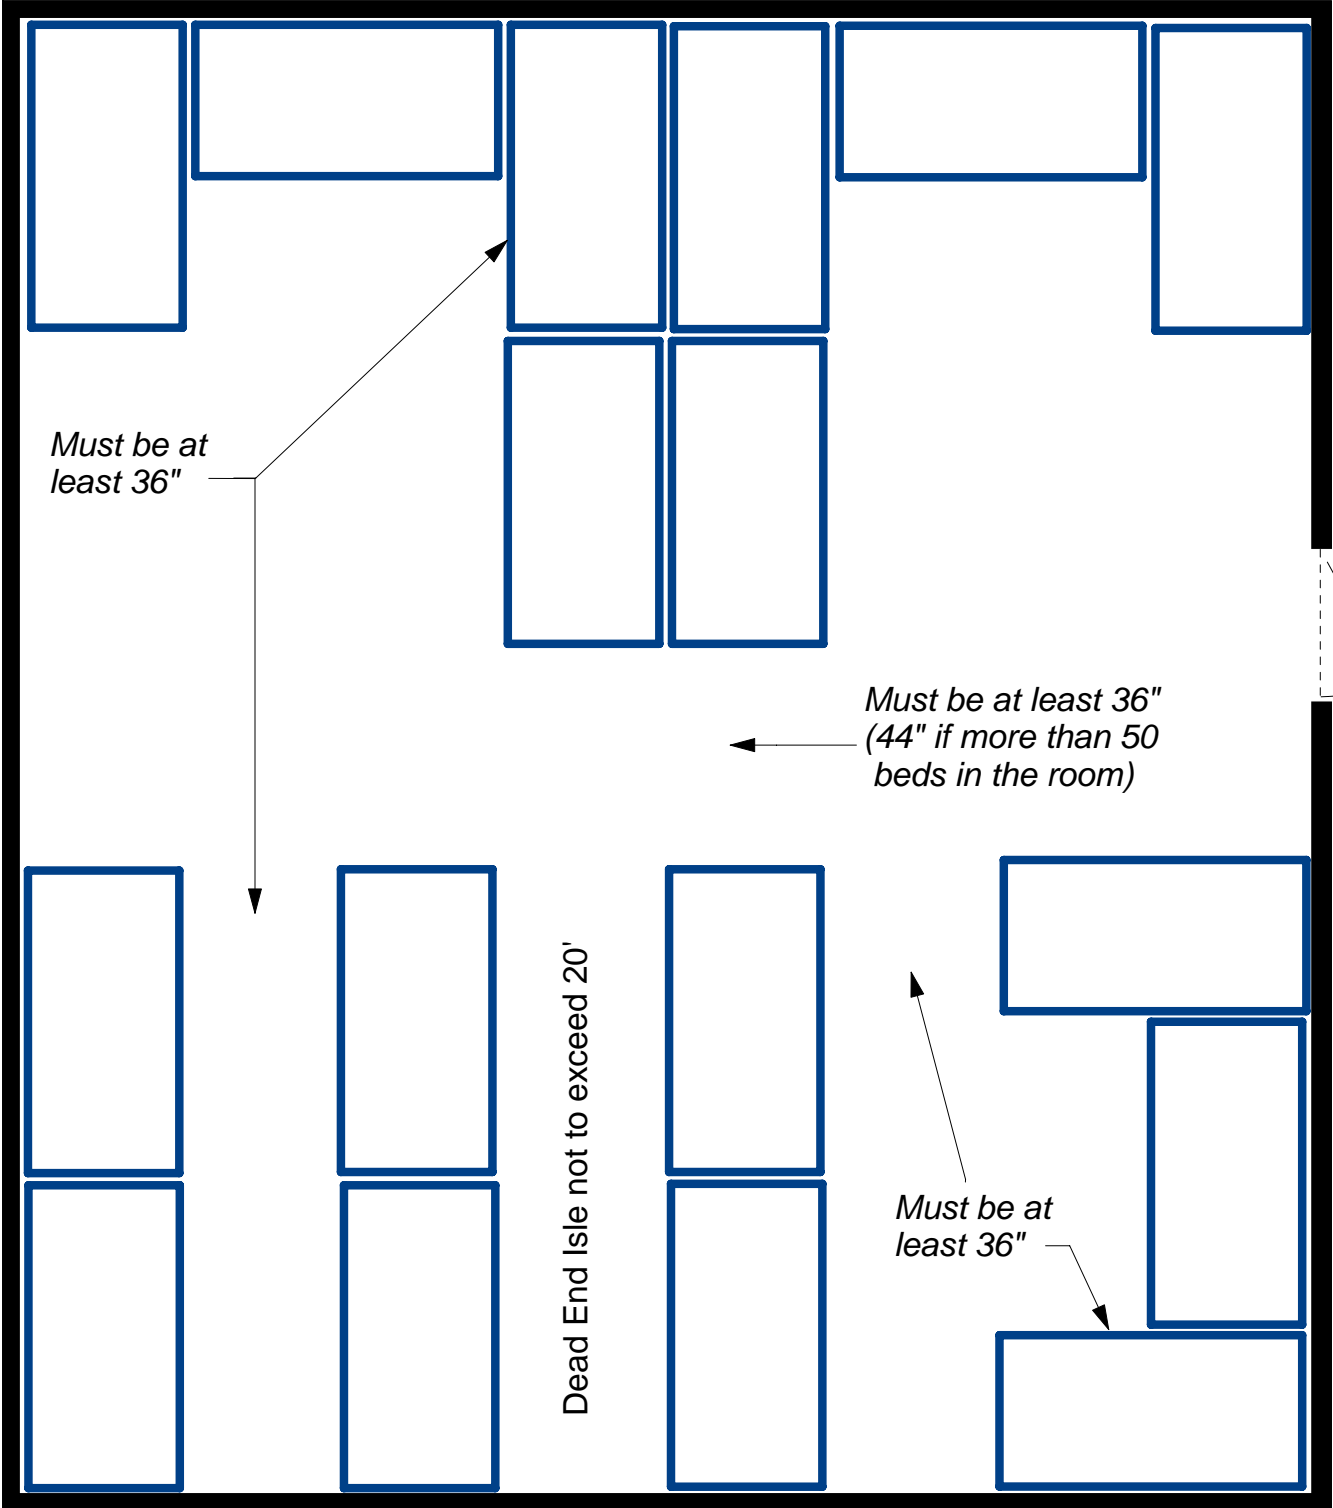 Must be at
least 36"
Must be at least 36"
(44" if more than 50
beds in the room)
Dead End Isle not to exceed 20'
Must be at
least 36"